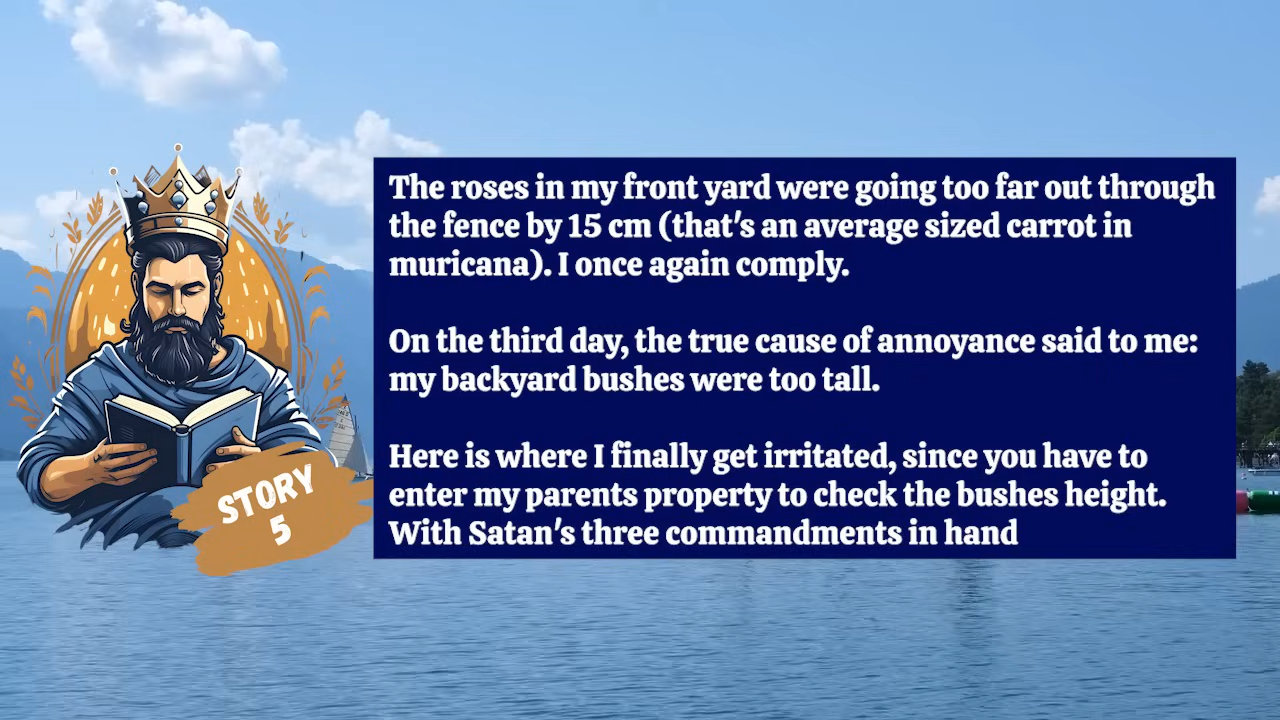 The roses in my front yard were going too far out through
the fence by 15 cm (that's an average sized carrot in
muricana). I once again comply.
On the third day, the true cause of annoyance said to me:
my backyard bushes were too tall.
Here is where I finally get irritated, since you have to
enter my parents property to check the bushes height.
With Satan's three commandments in hand
STORY
5